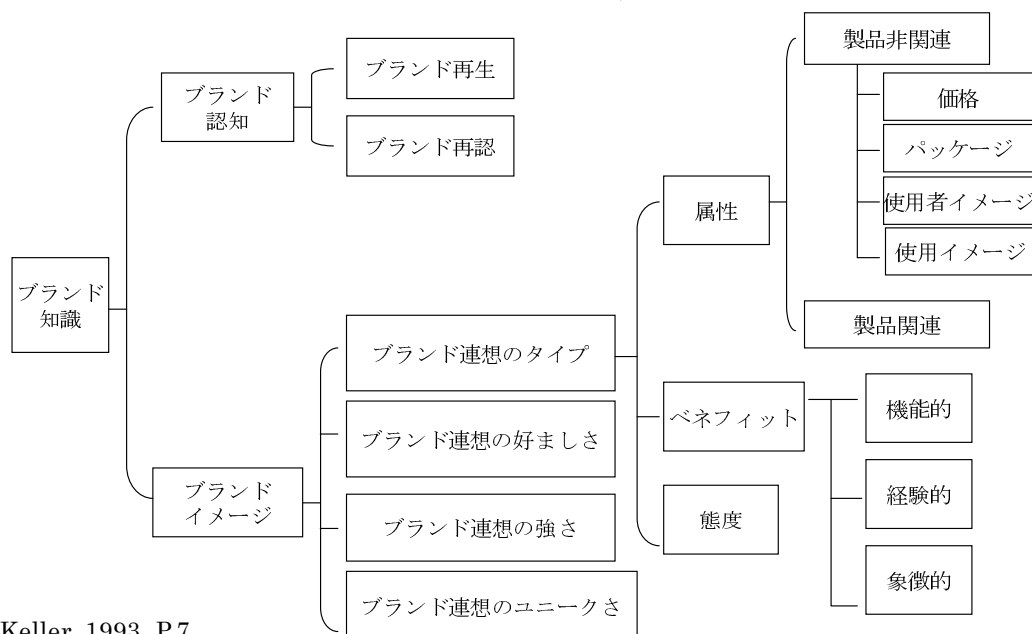 ブランド
知識
ブランド
認知
ブランド再生
ブランド再認
ブランド
イメージ
ブランド連想のタイプ
ブランド連想の好ましさ
ブランド連想の強さ
ブランド連想のユニークさ
属性
製品非関連
価格
パッケージ
使用者イメージ
使用イメージ
製品関連
ベネフィット
機能的
経験的
象徴的
態度
Keller, 1993, P.7